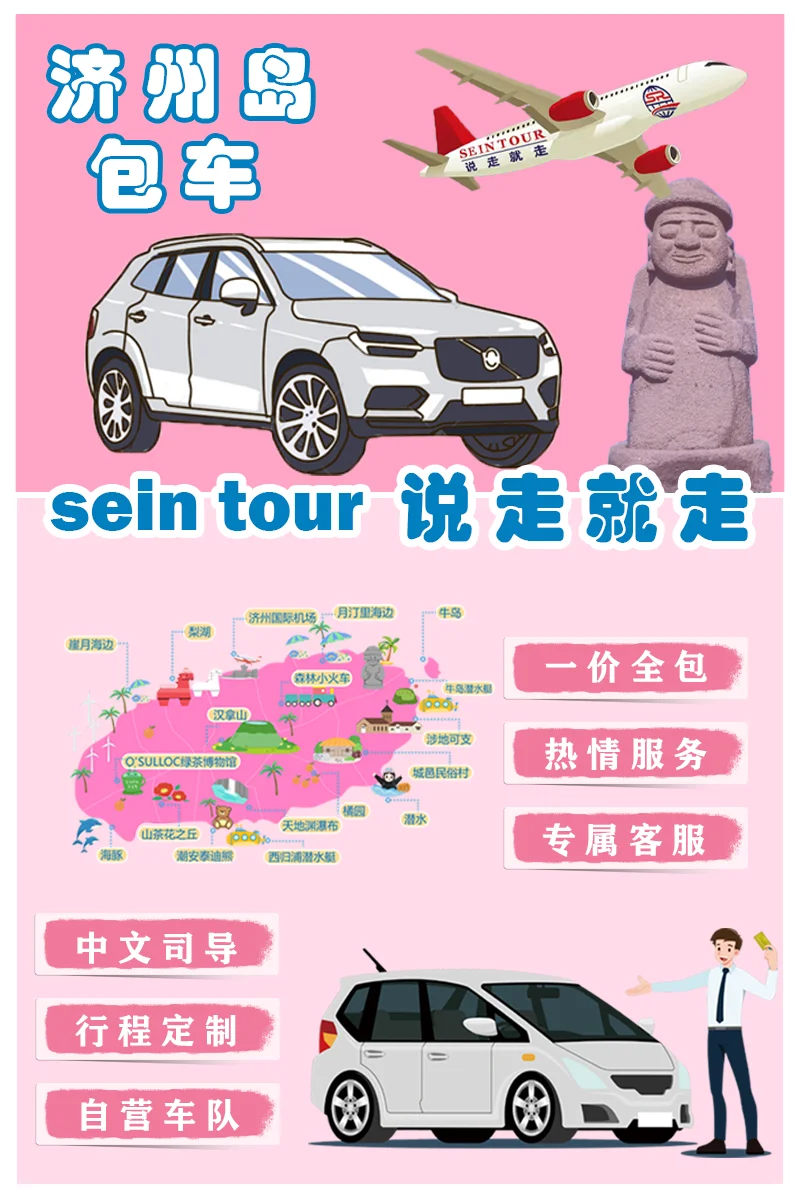 济州岛
包车
SEIN TOUR
说走就走
sein tour 说走就走
济州国际机场
月汀里海边
牛岛
梨湖
崖月海边
森林小火车
牛岛潜水艇
汉拿山
涉地可支
O'SULLOC绿茶博物馆
城邑民俗村
橘园
潜水
天地渊瀑布
山茶花之丘
海豚
潮安泰迪熊
西归浦潜水艇
一价全包
热情服务
专属客服
中文司导
行程定制
自营车队